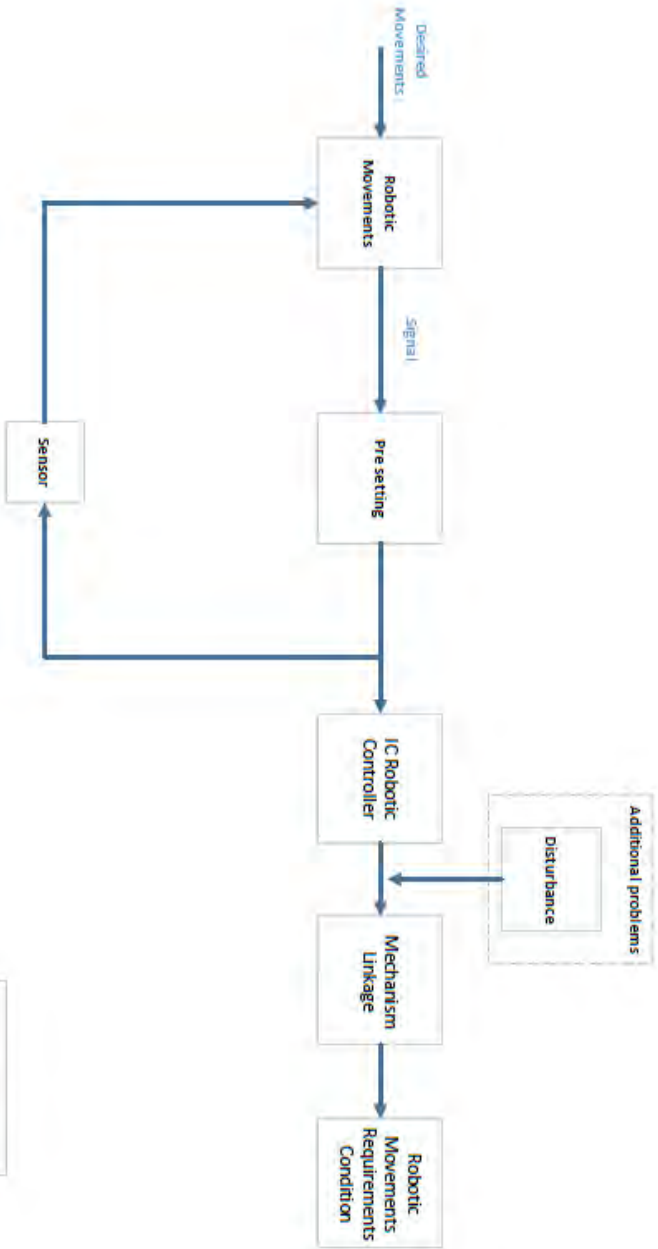 Desired
Movements
Robotic
Movements
Signal
Pre setting
Sensor
IC Robotic
Controller
Additional problems
Disturbance
Mechanism
Linkage
Robotic
Movements
Requirements
Condition